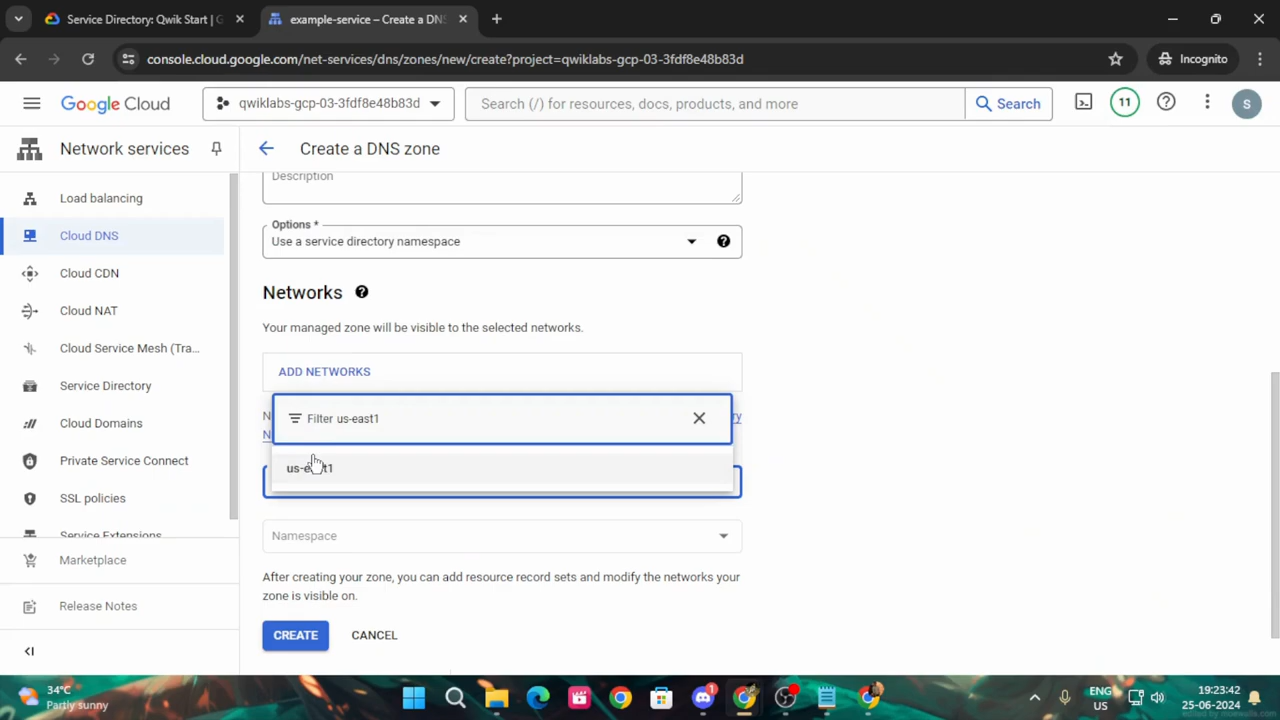 Service Directory: Qwik Start | G
example-service – Create a DN
console.cloud.google.com/net-services/dns/zones/new/create?project=qwiklabs-gcp-03-3fdf8e48b83d
Incognito
Google Cloud
qwiklabs-gcp-03-3fdf8e48b83d
Search (/) for resources, docs, products, and more
Search
11
S
Network services
Create a DNS zone
Load balancing
Cloud DNS
Cloud CDN
Cloud NAT
Cloud Service Mesh (Tra...
Service Directory
Cloud Domains
Private Service Connect
SSL policies
Service Extensions
Marketplace
Release Notes
Description
Options *
Use a service directory namespace
Networks
Your managed zone will be visible to the selected networks.
ADD NETWORKS
Filter us-east1
us-east1
Namespace
After creating your zone, you can add resource record sets and modify the networks your
zone is visible on.
CREATE
CANCEL
34°C
Partly sunny
1
ENG
US
19:23:42
25-06-2024